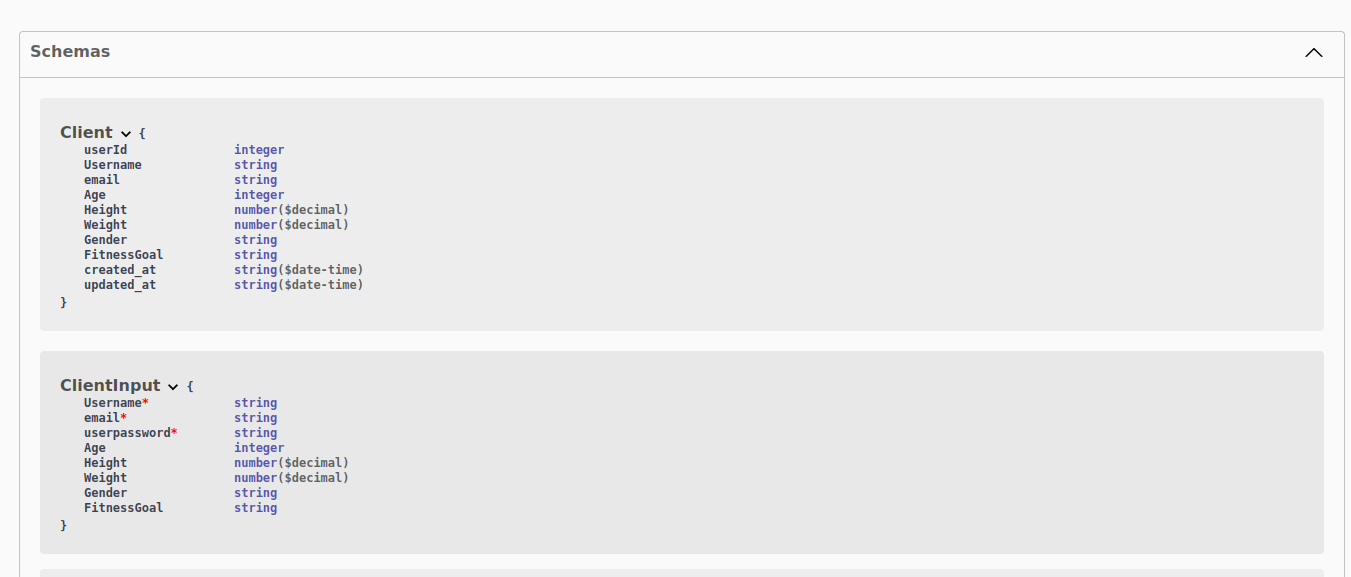 Schemas
Client {
userId integer
Username string
email string
Age integer
Height number($decimal)
Weight number($decimal)
Gender string
FitnessGoal string
created_at string($date-time)
updated_at string($date-time)
}
ClientInput {
Username* string
email* string
userpassword* string
Age integer
Height number($decimal)
Weight number($decimal)
Gender string
FitnessGoal string
}